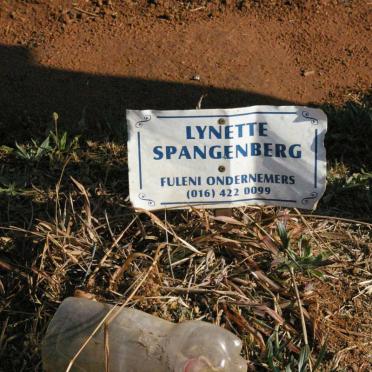 LYNETTE
SPANGENBERG
FULENI ONDERNEMERS
(016) 422 0099